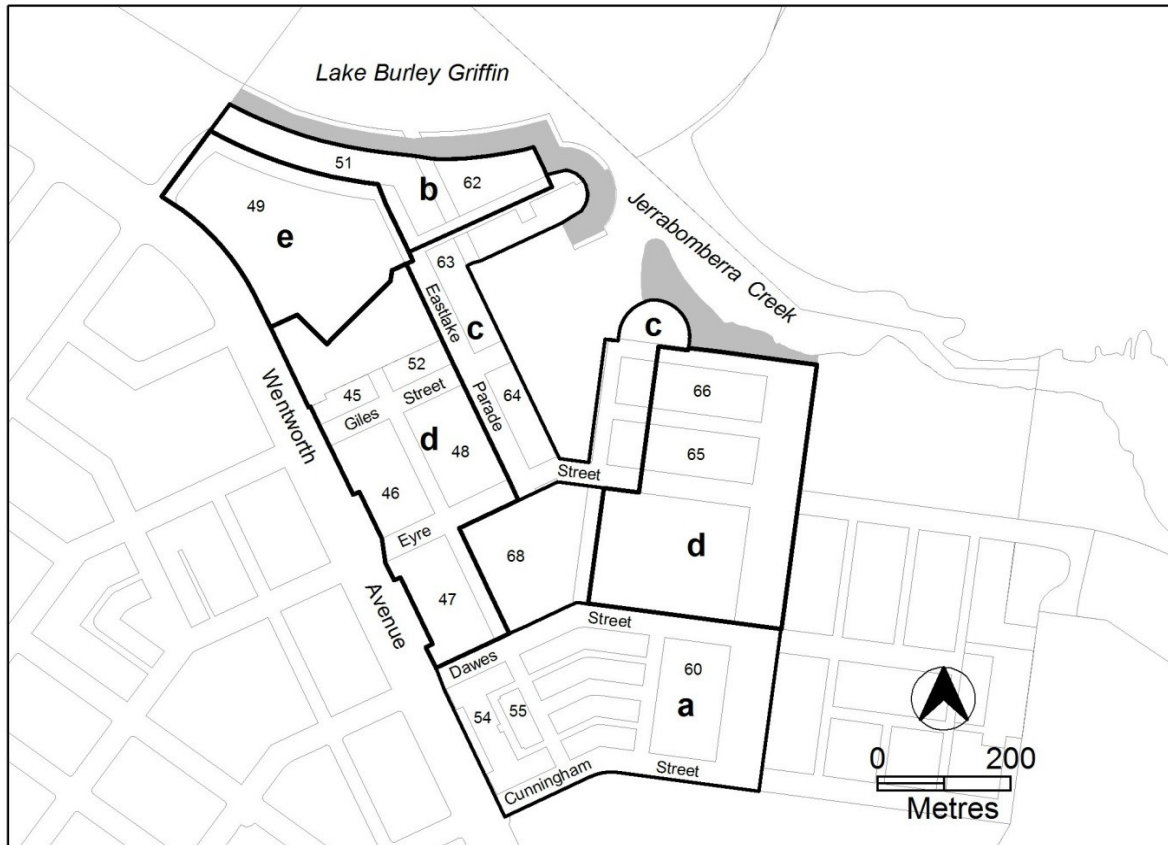 Lake Burley Griffin
51
b
62
49
e
Jerrabomberra Creek
63
Eastlake
c
c
52
45
Street
Giles
Parade
64
66
Wentworth
d
48
65
46
Street
Eyre
68
d
Avenue
47
Street
Dawes
60
54
55
a
Cunningham
Street
0 200
Metres